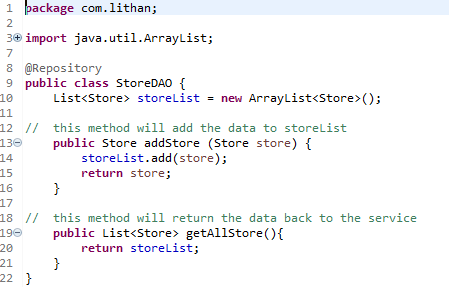 1 package com.lithan;
2
3 import java.util.ArrayList;
7
8 @Repository
9 public class StoreDAO {
10     List<Store> storeList = new ArrayList<Store>();
11
12 //  this method will add the data to storeList
13     public Store addStore (Store store) {
14         storeList.add(store);
15         return store;
16     }
17
18 //  this method will return the data back to the service
19     public List<Store> getAllStore(){
20         return storeList;
21     }
22 }